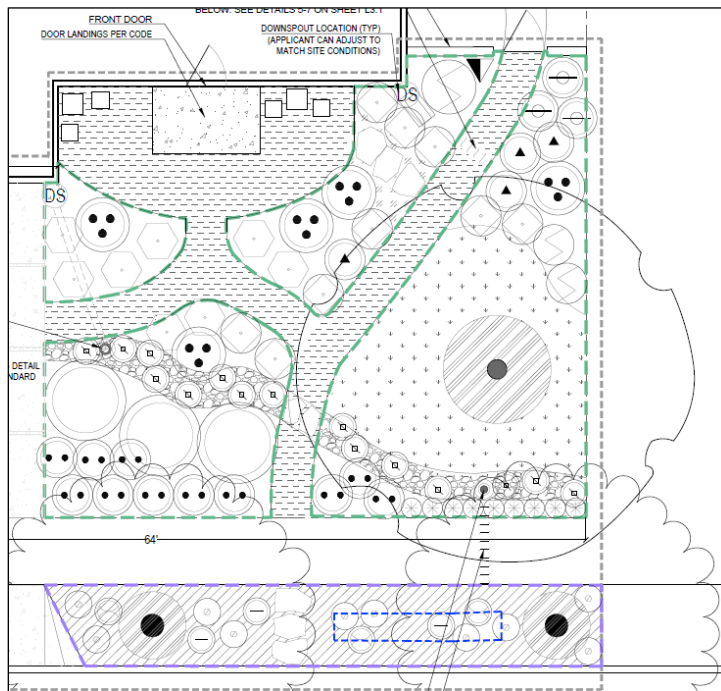 BELOW. SEE DETAILS 5-7 ON SHEET L3.1
FRONT DOOR
DOOR LANDINGS PER CODE
DOWNSPOUT LOCATION (TYP)
(APPLICANT CAN ADJUST TO
MATCH SITE CONDITIONS)
DS
DS
DETAIL
NDARD
64'